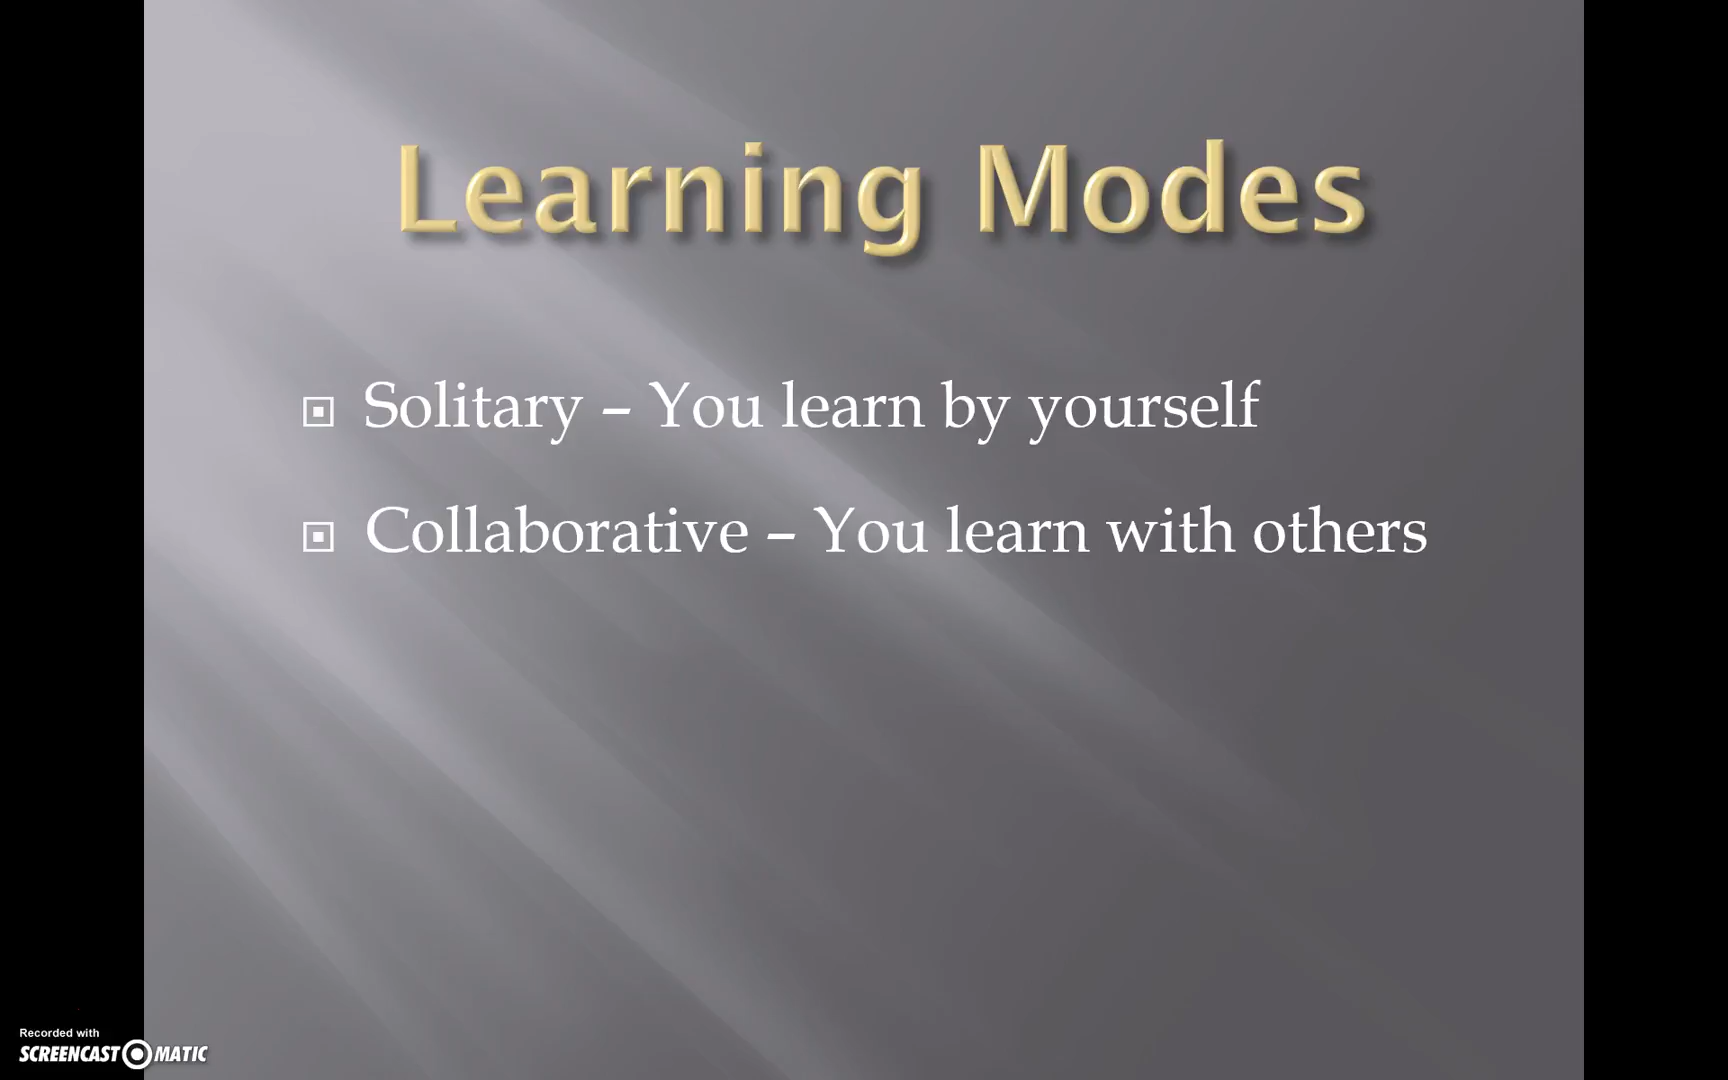 Learning Modes
Solitary – You learn by yourself
Collaborative – You learn with others
Recorded with
SCREENCAST MATIC